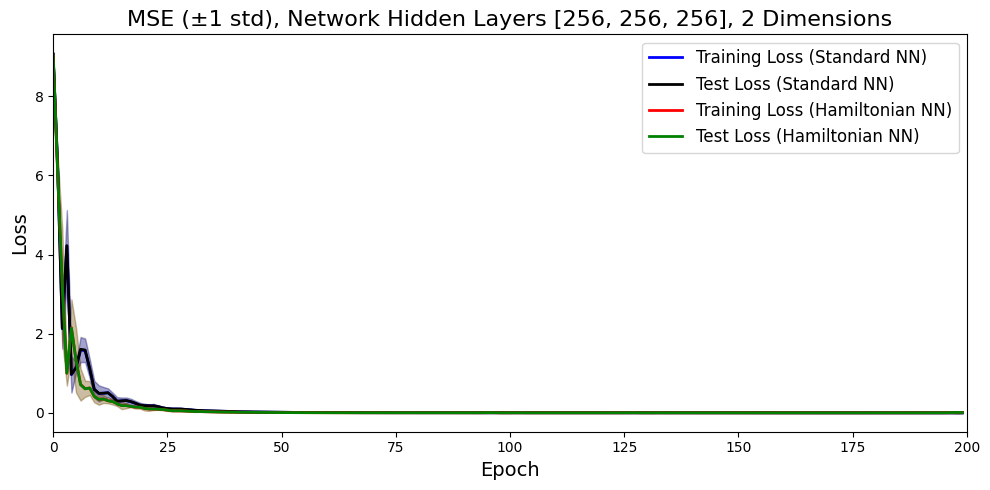 MSE (±1 std), Network Hidden Layers [256, 256, 256], 2 Dimensions
Training Loss (Standard NN)
Test Loss (Standard NN)
Training Loss (Hamiltonian NN)
Test Loss (Hamiltonian NN)
Loss
8
6
4
2
0
0 25 50 75 100 125 150 175 200
Epoch